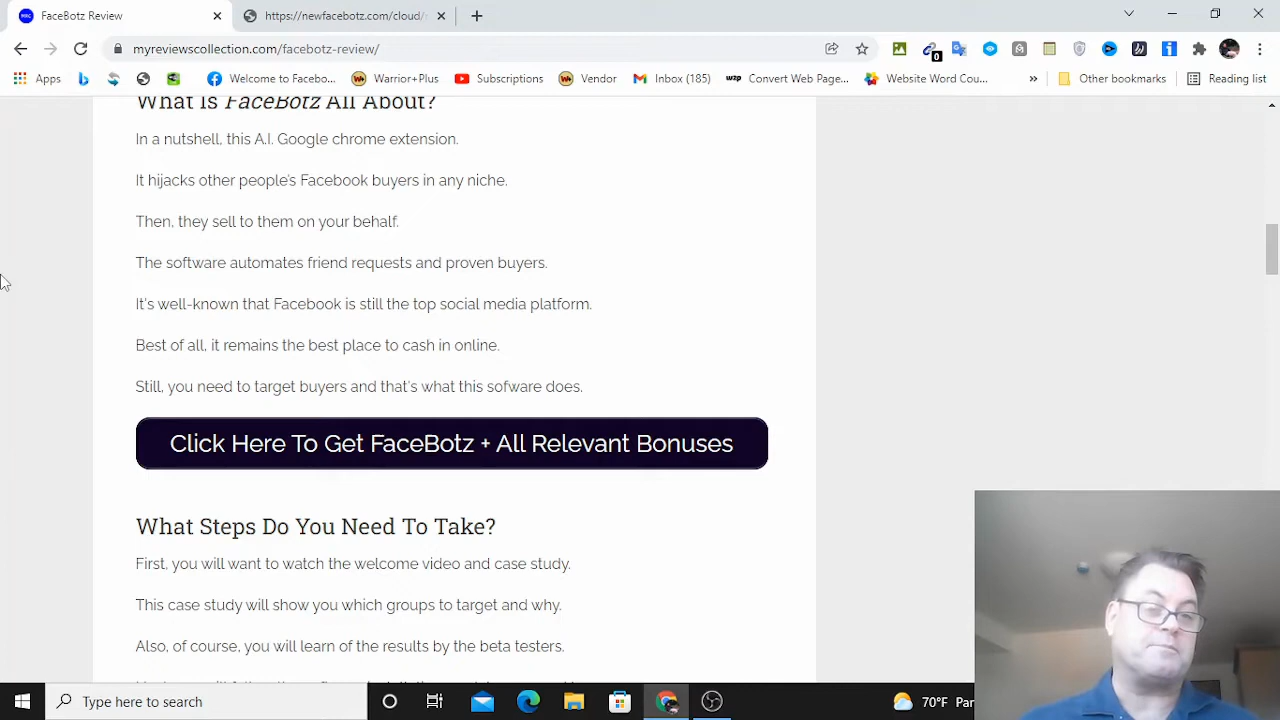 MRC FaceBotz Review
https://newfacebotz.com/cloud/
myreviewscollection.com/facebotz-review/
0
Apps
Welcome to Facebo...
Warrior+Plus
Subscriptions
Vendor
Inbox (185)
Convert Web Page...
Website Word Cou...
Other bookmarks
Reading list
What Is FaceBotz All About?
In a nutshell, this A.I. Google chrome extension.
It hijacks other people's Facebook buyers in any niche.
Then, they sell to them on your behalf.
The software automates friend requests and proven buyers.
It's well-known that Facebook is still the top social media platform.
Best of all, it remains the best place to cash in online.
Still, you need to target buyers and that's what this sofware does.
Click Here To Get FaceBotz + All Relevant Bonuses
What Steps Do You Need To Take?
First, you will want to watch the welcome video and case study.
This case study will show you which groups to target and why.
Also, of course, you will learn of the results by the beta testers.
Type here to search
70°F Par